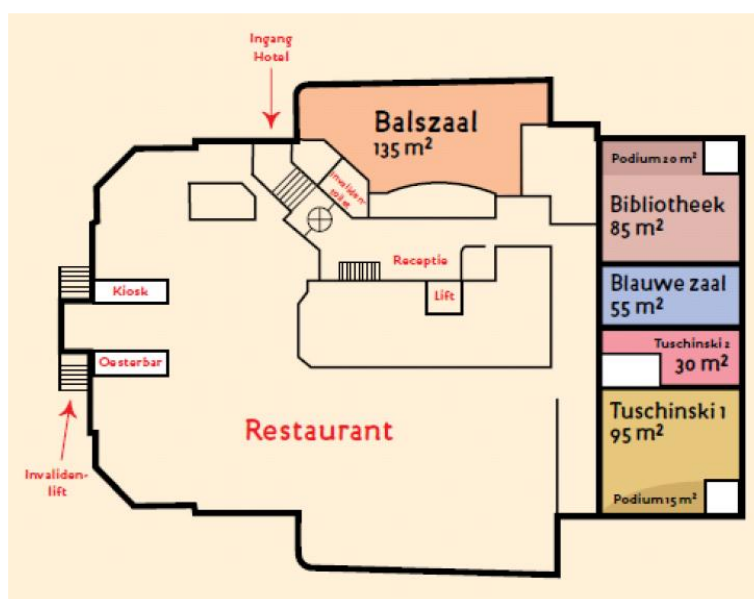 Ingang
Hotel
Balszaal
135 m²
Invaliden-
toilet
Podium 20 m²
Bibliotheek
85 m²
Receptie
Blauwe zaal
55 m²
Kiosk
Lift
Tuschinski 2
30 m²
Oesterbar
Tuschinski 1
95 m²
Restaurant
Invaliden-
lift
Podium 15 m²